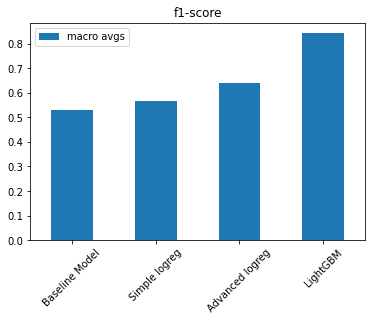 f1-score
macro avgs
0.8
0.7
0.6
0.5
0.4
0.3
0.2
0.1
0.0
Baseline Model
Simple logreg
Advanced logreg
LightGBM